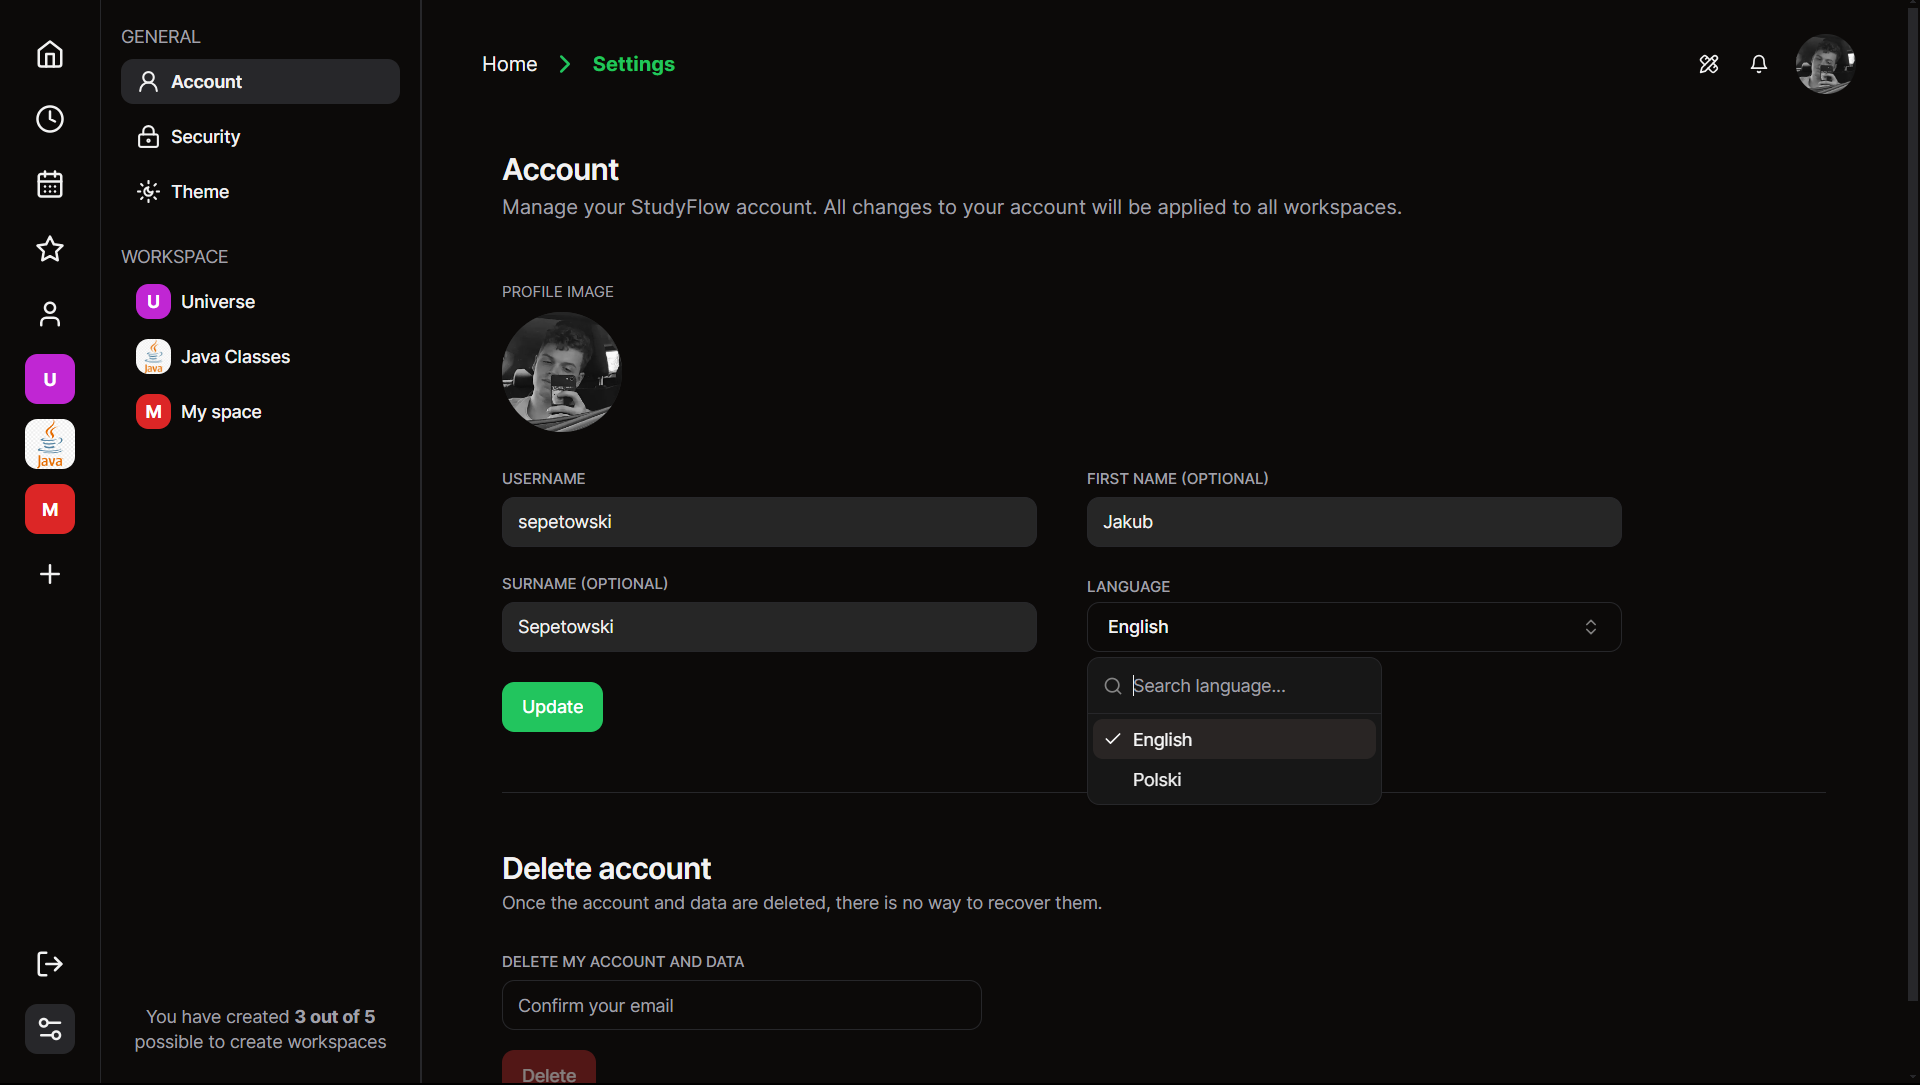 GENERAL
Account
Security
Theme
WORKSPACE
U Universe
Java Java Classes
M My space
U
Java
M
You have created 3 out of 5
possible to create workspaces
Home Settings
Account
Manage your StudyFlow account. All changes to your account will be applied to all workspaces.
PROFILE IMAGE
USERNAME
sepetowski
FIRST NAME (OPTIONAL)
Jakub
SURNAME (OPTIONAL)
Sepetowski
LANGUAGE
English
Search language...
English
Polski
Update
Delete account
Once the account and data are deleted, there is no way to recover them.
DELETE MY ACCOUNT AND DATA
Confirm your email
Delete